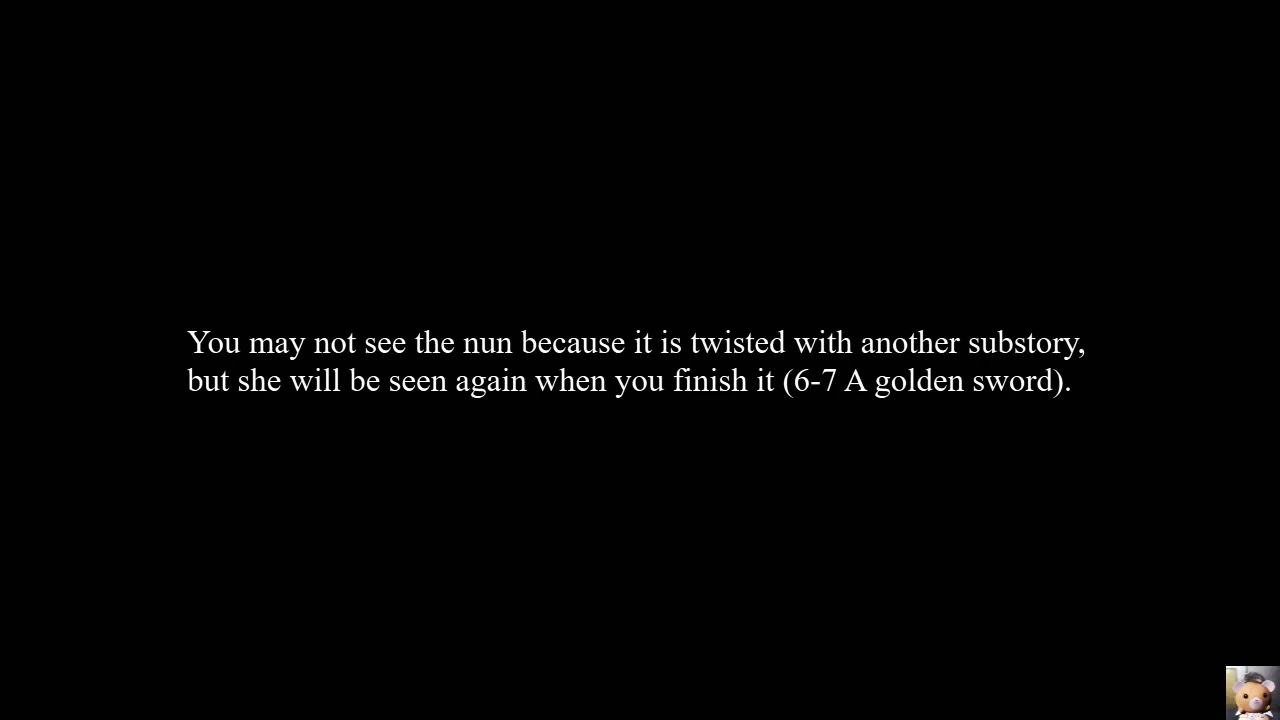 You may not see the nun because it is twisted with another substory,
but she will be seen again when you finish it (6-7 A golden sword).